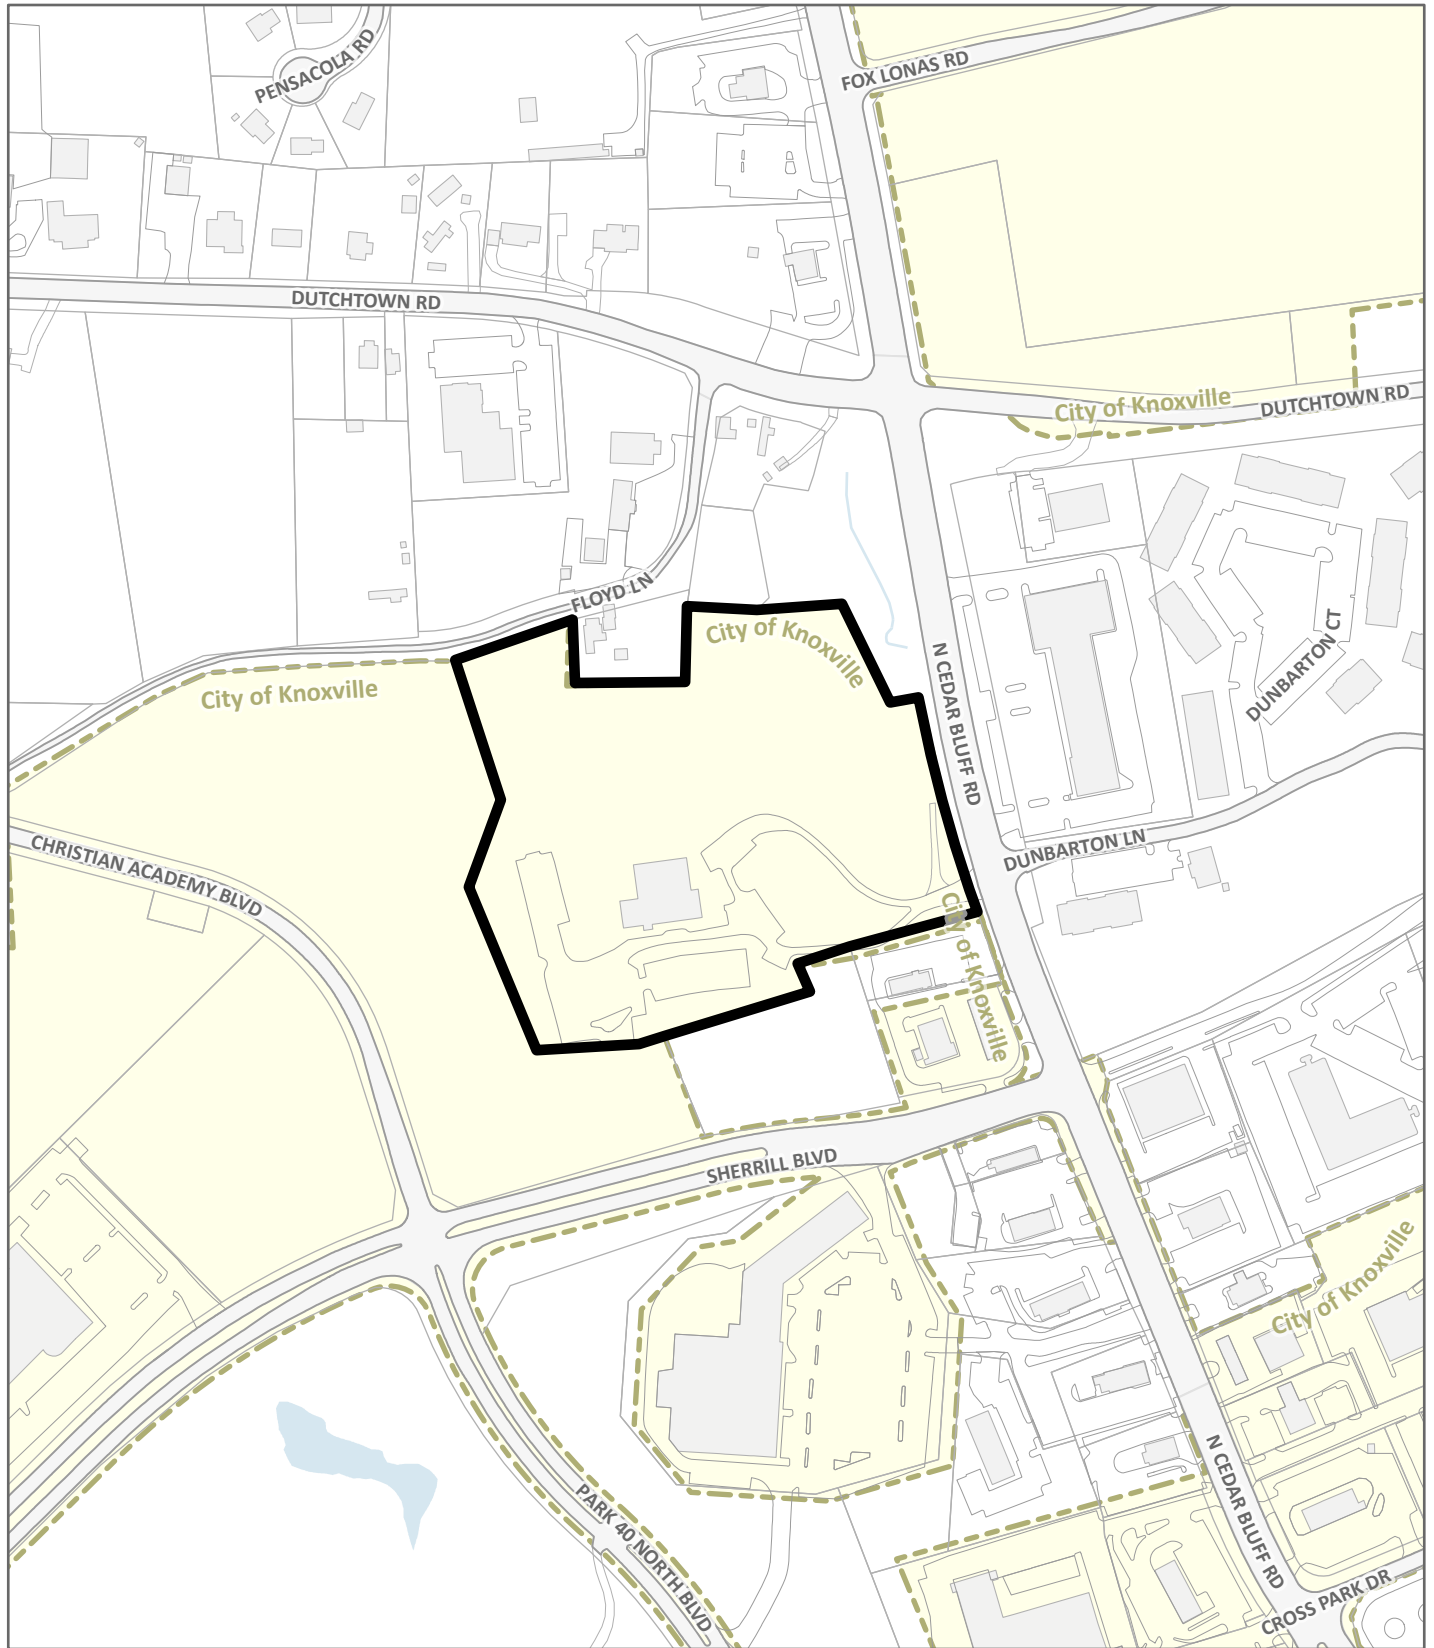 PENSACOLA RD
FOX LONAS RD
DUTCHTOWN RD
City of Knoxville
DUTCHTOWN RD
FLOYD LN
City of Knoxville
DUNBARTON CT
City of Knoxville
N CEDAR BLUFF RD
CHRISTIAN ACADEMY BLVD
DUNBARTON LN
City of Knoxville
SHERRILL BLVD
City of Knoxville
PARK 40 NORTH BLVD
N CEDAR BLUFF RD
CROSS PARK DR